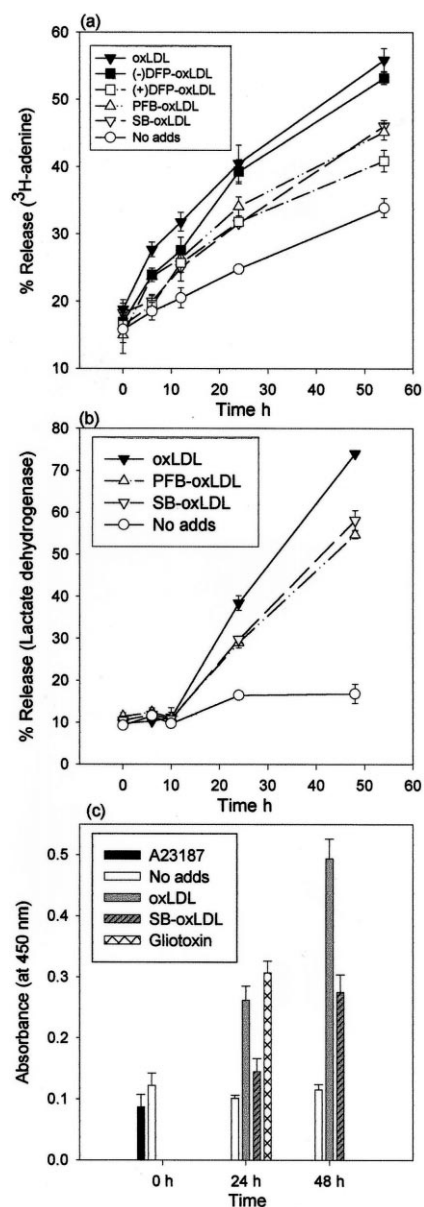 (a)
60
50
40
30
20
10
% Release (³H-adenine)
oxLDL
(-)DFP-oxLDL
(+)DFP-oxLDL
PFB-oxLDL
SB-oxLDL
No adds
0 10 20 30 40 50 60
Time h
(b)
80
70
60
50
40
30
20
10
0
% Release (Lactate dehydrogenase)
oxLDL
PFB-oxLDL
SB-oxLDL
No adds
0 10 20 30 40 50 60
Time h
(c)
0.5
0.4
0.3
0.2
0.1
0.0
Absorbance (at 450 nm)
A23187
No adds
oxLDL
SB-oxLDL
Gliotoxin
0 h 24 h 48 h
Time